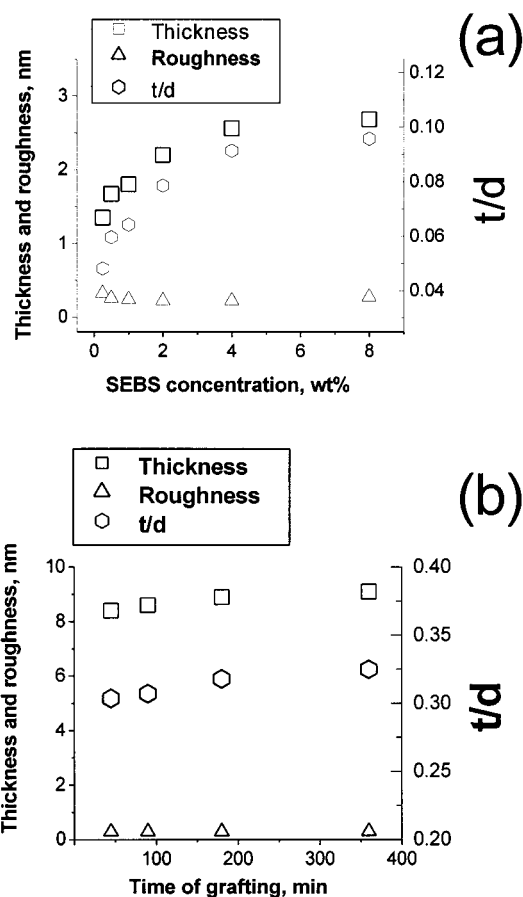 (a)
Thickness
Roughness
t/d
Thickness and roughness, nm
3
2
1
0
0.12
0.10
0.08
0.06
0.04
t/d
0 2 4 6 8
SEBS concentration, wt%
(b)
Thickness
Roughness
t/d
Thickness and roughness, nm
10
8
6
4
2
0
0.40
0.35
0.30
0.25
0.20
t/d
100 200 300 400
Time of grafting, min